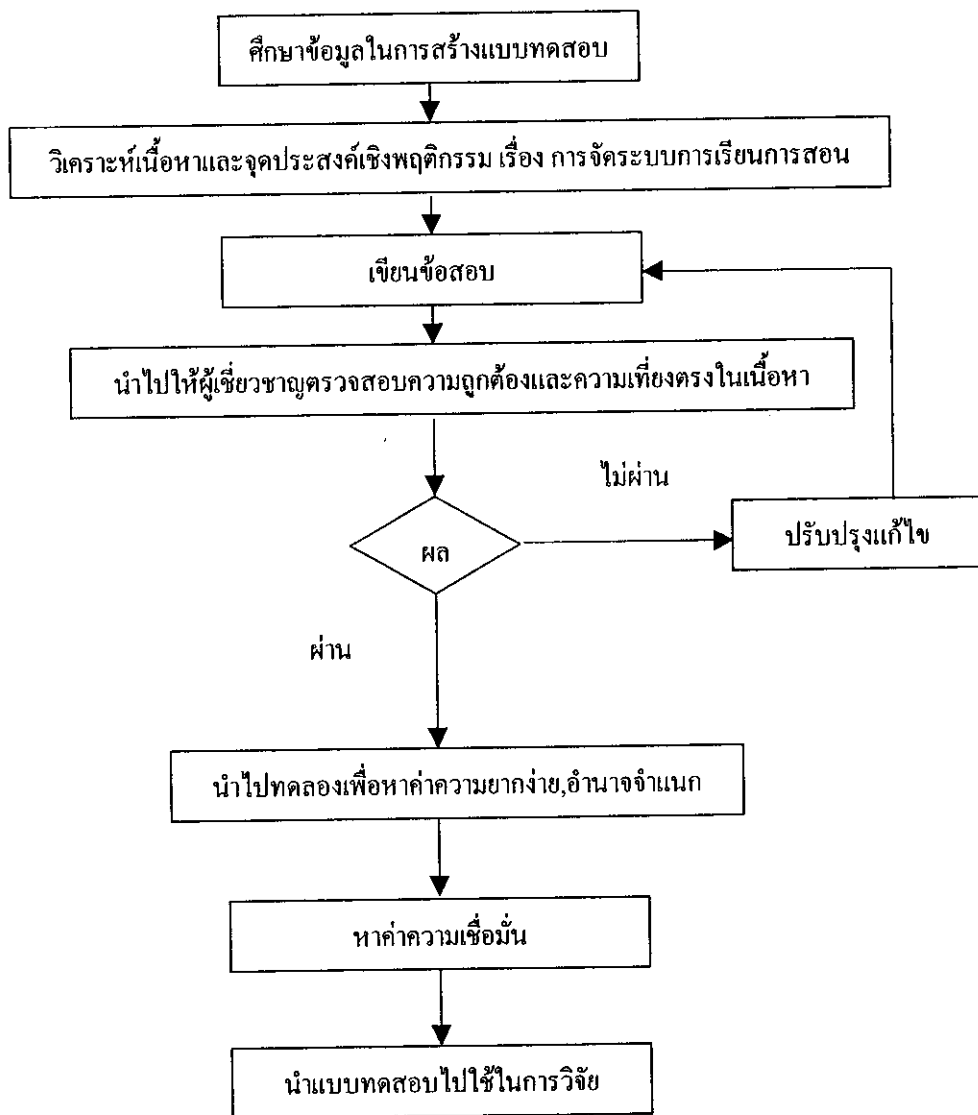 ศึกษาข้อมูลในการสร้างแบบทดสอบ
วิเคราะห์เนื้อหาและจุดประสงค์เชิงพฤติกรรม เรื่อง การจัดระบบการเรียนการสอน
เขียนข้อสอบ
นำไปให้ผู้เชี่ยวชาญตรวจสอบความถูกต้องและความเที่ยงตรงในเนื้อหา
ไม่ผ่าน
ปรับปรุงแก้ไข
ผล
ผ่าน
นำไปทดลองเพื่อหาค่าความยากง่าย,อำนาจจำแนก
หาค่าความเชื่อมั่น
นำแบบทดสอบไปใช้ในการวิจัย